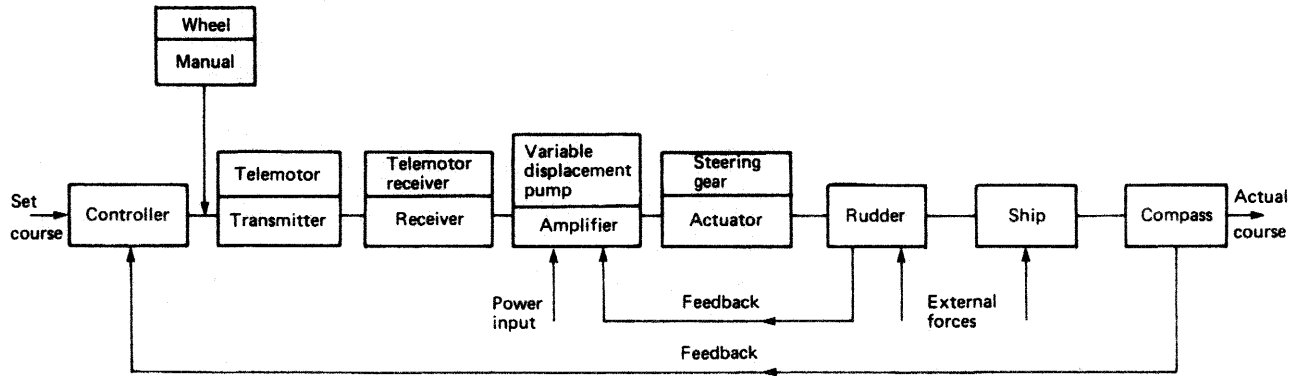 Wheel
Manual
Telemotor
Transmitter
Telemotor
receiver
Receiver
Variable
displacement
pump
Amplifier
Steering
gear
Actuator
Set
course
Controller
Rudder
Ship
Compass
Actual
course
Power
input
Feedback
External
forces
Feedback